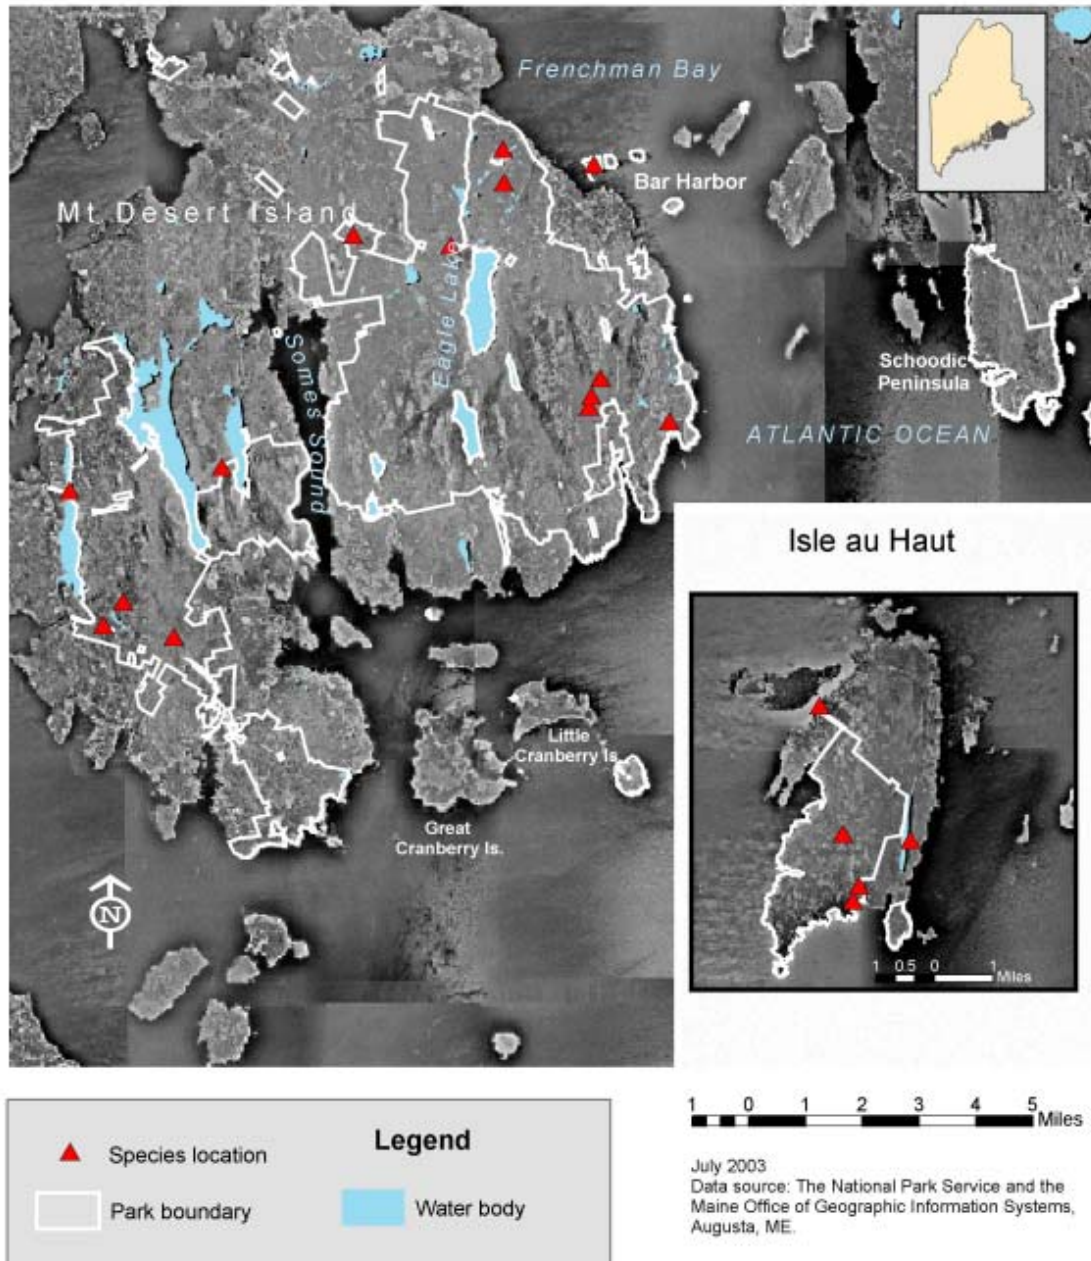 Frenchman Bay
Bar Harbor
Mt Desert Island
Eagle Lake
Somes Sound
Schoodic
Peninsula
ATLANTIC OCEAN
Isle au Haut
Little
Cranberry Is.
Great
Cranberry Is.
N
1 0.5 0 1
Miles
Legend
Species location
Park boundary
Water body
1 0 1 2 3 4 5
Miles
July 2003
Data source: The National Park Service and the
Maine Office of Geographic Information Systems,
Augusta, ME.